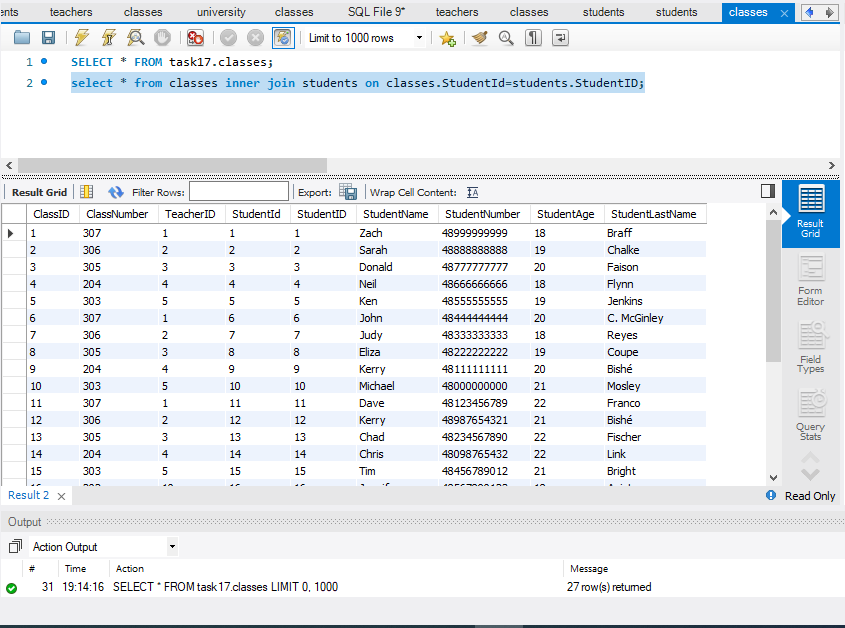 ents teachers classes university classes SQL File 9* teachers classes students students classes
Limit to 1000 rows
1 SELECT * FROM task17.classes;
2 select * from classes inner join students on classes.StudentId=students.StudentID;
Result Grid Filter Rows: Export: Wrap Cell Content: IA
ClassID ClassNumber TeacherID StudentId StudentID StudentName StudentNumber StudentAge StudentLastName
1 307 1 1 1 Zach 48999999999 18 Braff
2 306 2 2 2 Sarah 48888888888 19 Chalke
3 305 3 3 3 Donald 48777777777 20 Faison
4 204 4 4 4 Neil 48666666666 18 Flynn
5 303 5 5 5 Ken 48555555555 19 Jenkins
6 307 1 6 6 John 48444444444 20 C. McGinley
7 306 2 7 7 Judy 48333333333 18 Reyes
8 305 3 8 8 Eliza 48222222222 19 Coupe
9 204 4 9 9 Kerry 48111111111 20 Bishé
10 303 5 10 10 Michael 48000000000 21 Mosley
11 307 1 11 11 Dave 48123456789 22 Franco
12 306 2 12 12 Kerry 48987654321 21 Bishé
13 305 3 13 13 Chad 48234567890 22 Fischer
14 204 4 14 14 Chris 48098765432 22 Link
15 303 5 15 15 Tim 48456789012 21 Bright
Result
Grid
Form
Editor
Field
Types
Query
Stats
Result 2 Read Only
Output
Action Output
# Time Action Message
31 19:14:16 SELECT * FROM task17.classes LIMIT 0, 1000 27 row(s) returned